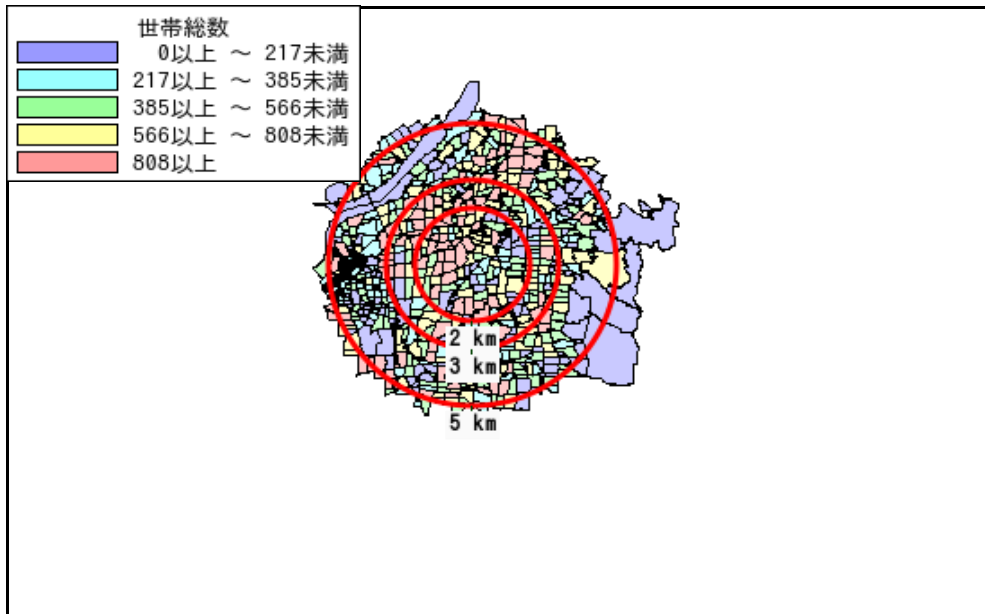 世帯総数
0以上 ～ 217未満
217以上 ～ 385未満
385以上 ～ 566未満
566以上 ～ 808未満
808以上
2 km
3 km
5 km